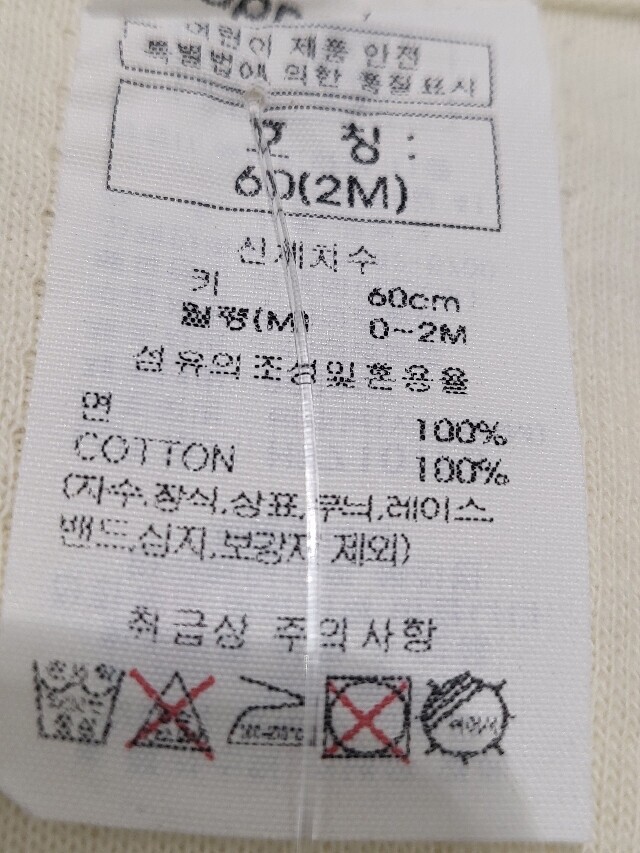 어린이 제품 안전
특별법에 의한 품질표시
호 칭 :
60(2M)
신체치수
키 60cm
월령(M) 0~2M
섬유의조성및혼용율
면 100%
COTTON 100%
(자수,장식,상표,무늬,레이스,
밴드,심지,보강자 제외)
취급상 주의사항